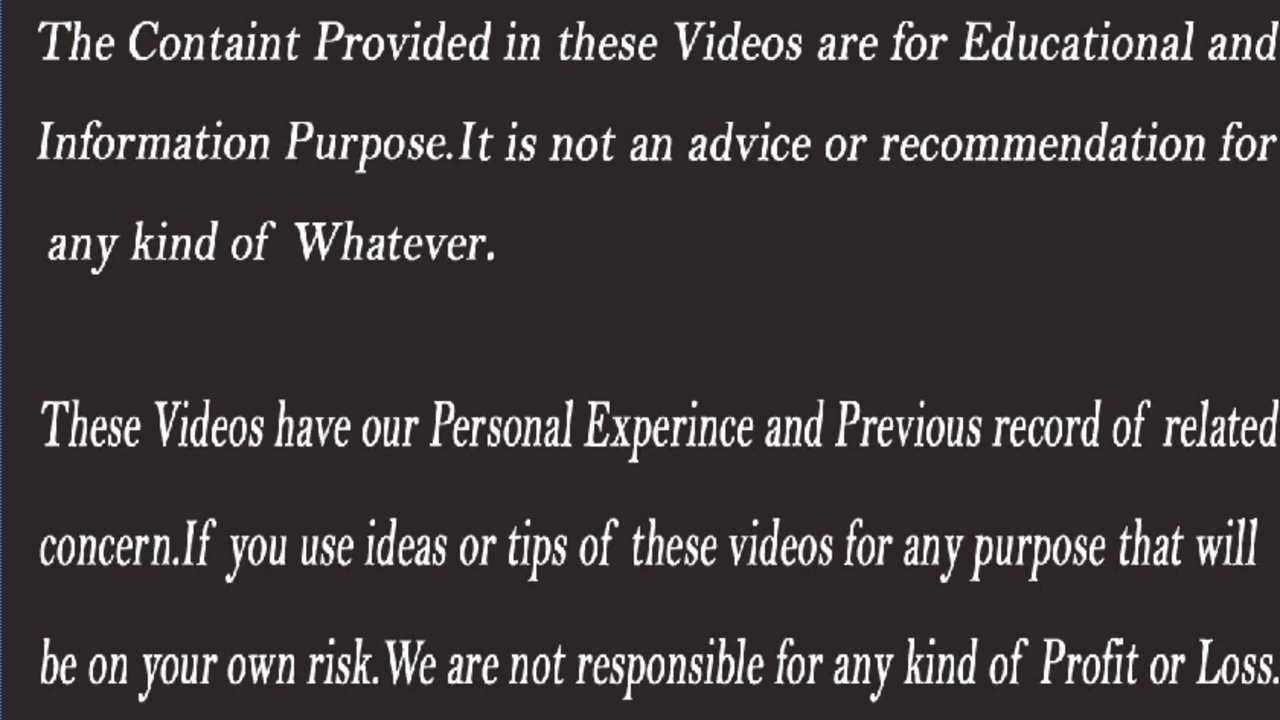 The Containt Provided in these Videos are for Educational and
Information Purpose.It is not an advice or recommendation for
any kind of Whatever.
These Videos have our Personal Experince and Previous record of related
concern.If you use ideas or tips of these videos for any purpose that will
be on your own risk.We are not responsible for any kind of Profit or Loss.